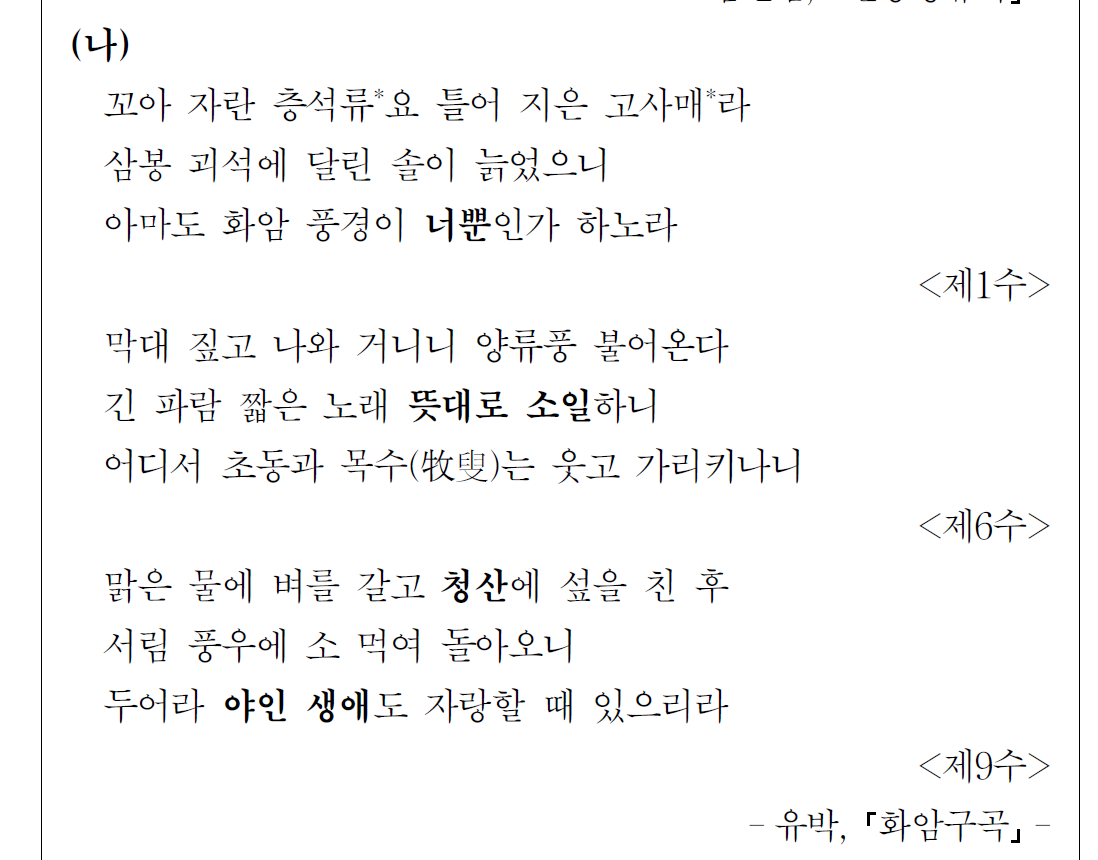 (나)
꼬아 자란 층석류*요 틀어 지은 고사매*라
삼봉 괴석에 달린 솔이 늙었으니
아마도 화암 풍경이 너뿐인가 하노라
<제1수>
막대 짚고 나와 거니니 양류풍 불어온다
긴 파람 짧은 노래 뜻대로 소일하니
어디서 초동과 목수(牧叟)는 웃고 가리키나니
<제6수>
맑은 물에 벼를 갈고 청산에 섶을 친 후
서림 풍우에 소 먹여 돌아오니
두어라 야인 생애도 자랑할 때 있으리라
<제9수>
- 유박, 「화암구곡」 -